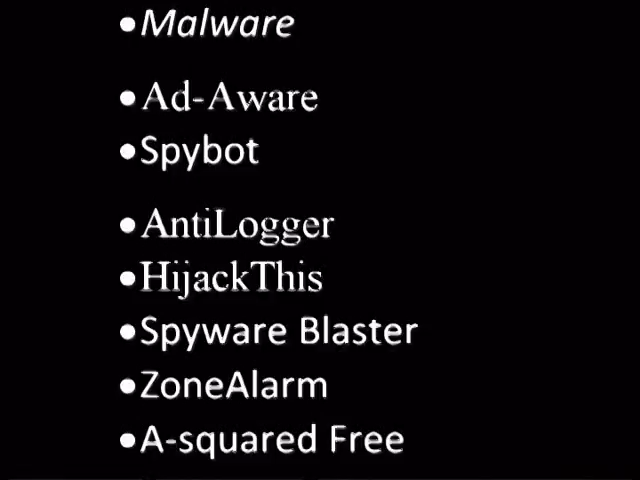 •Malware
•Ad-Aware
•Spybot
•AntiLogger
•HijackThis
•Spyware Blaster
•ZoneAlarm
•A-squared Free